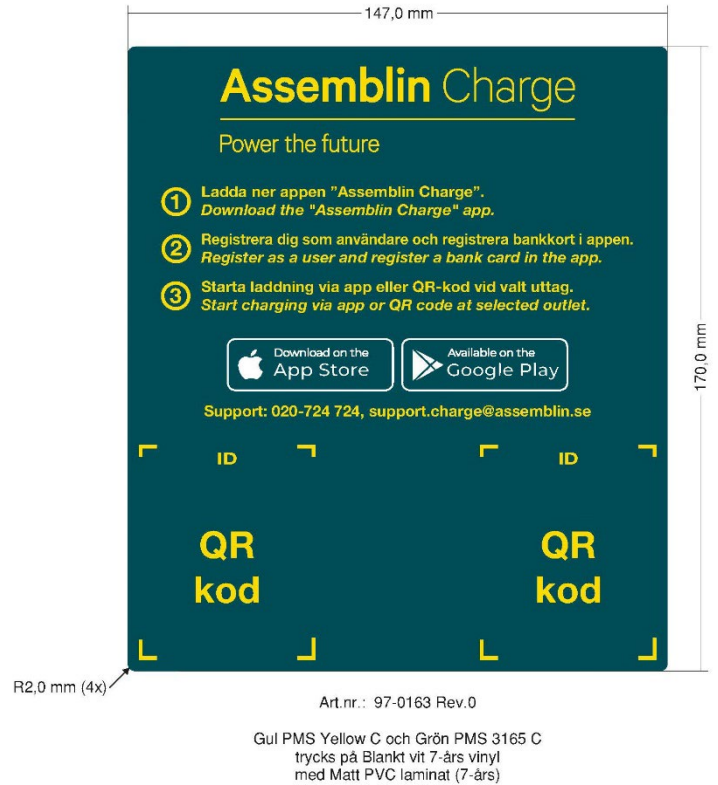 147,0 mm
Assemblin Charge
Power the future
1 Ladda ner appen ”Assemblin Charge”.
Download the "Assemblin Charge" app.
2 Registrera dig som användare och registrera bankkort i appen.
Register as a user and register a bank card in the app.
3 Starta laddning via app eller QR-kod vid valt uttag.
Start charging via app or QR code at selected outlet.
Download on the
App Store
Available on the
Google Play
170,0 mm
Support: 020-724 724, support.charge@assemblin.se
ID
QR
kod
ID
QR
kod
R2,0 mm (4x)
Art.nr.: 97-0163 Rev.0
Gul PMS Yellow C och Grön PMS 3165 C
trycks på Blankt vit 7-års vinyl
med Matt PVC laminat (7-års)